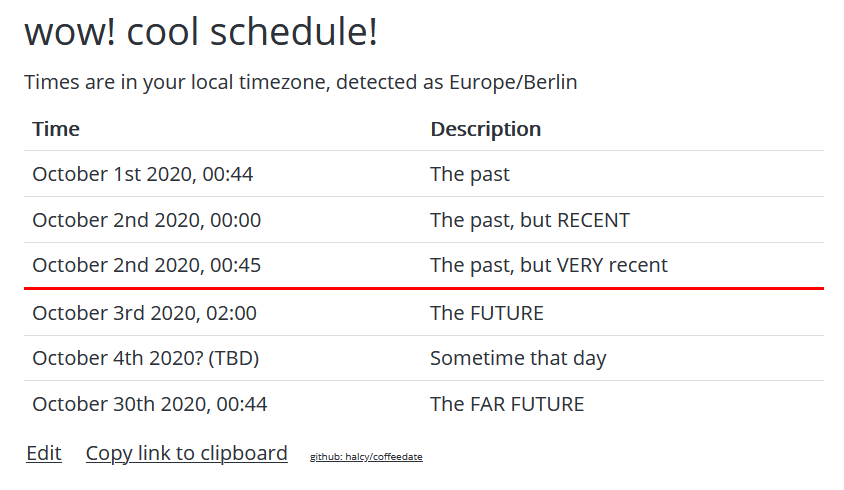 wow! cool schedule!
Times are in your local timezone, detected as Europe/Berlin
Time Description
October 1st 2020, 00:44 The past
October 2nd 2020, 00:00 The past, but RECENT
October 2nd 2020, 00:45 The past, but VERY recent
October 3rd 2020, 02:00 The FUTURE
October 4th 2020? (TBD) Sometime that day
October 30th 2020, 00:44 The FAR FUTURE
Edit Copy link to clipboard github: halcy/coffeedate